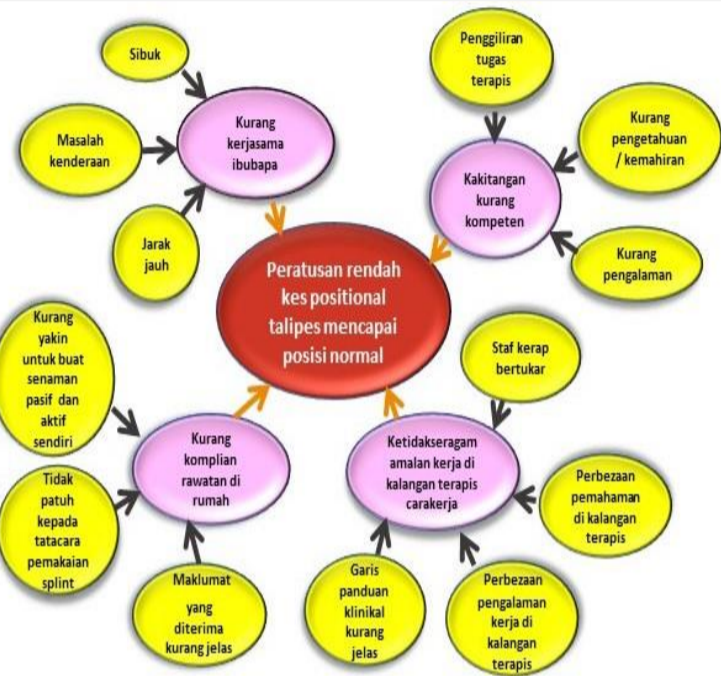 Sibuk
Masalah
kenderaan
Jarak
jauh
Kurang
kerjasama
ibubapa
Penggiliran
tugas
terapis
Kurang
pengetahuan
/ kemahiran
Kurang
pengalaman
Kakitangan
kurang
kompeten
Peratusan rendah
kes positional
talipes mencapai
posisi normal
Kurang
yakin
untuk buat
senaman
pasif dan
aktif
sendiri
Tidak
patuh
kepada
tatacara
pemakaian
splint
Maklumat
yang
diterima
kurang jelas
Kurang
komplian
rawatan di
rumah
Staf kerap
bertukar
Ketidakseragam
amalan kerja di
kalangan terapis
carakerja
Perbezaan
pemahaman
di kalangan
terapis
Garis
panduan
klinikal
kurang
jelas
Perbezaan
pengalaman
kerja di
kalangan
terapis